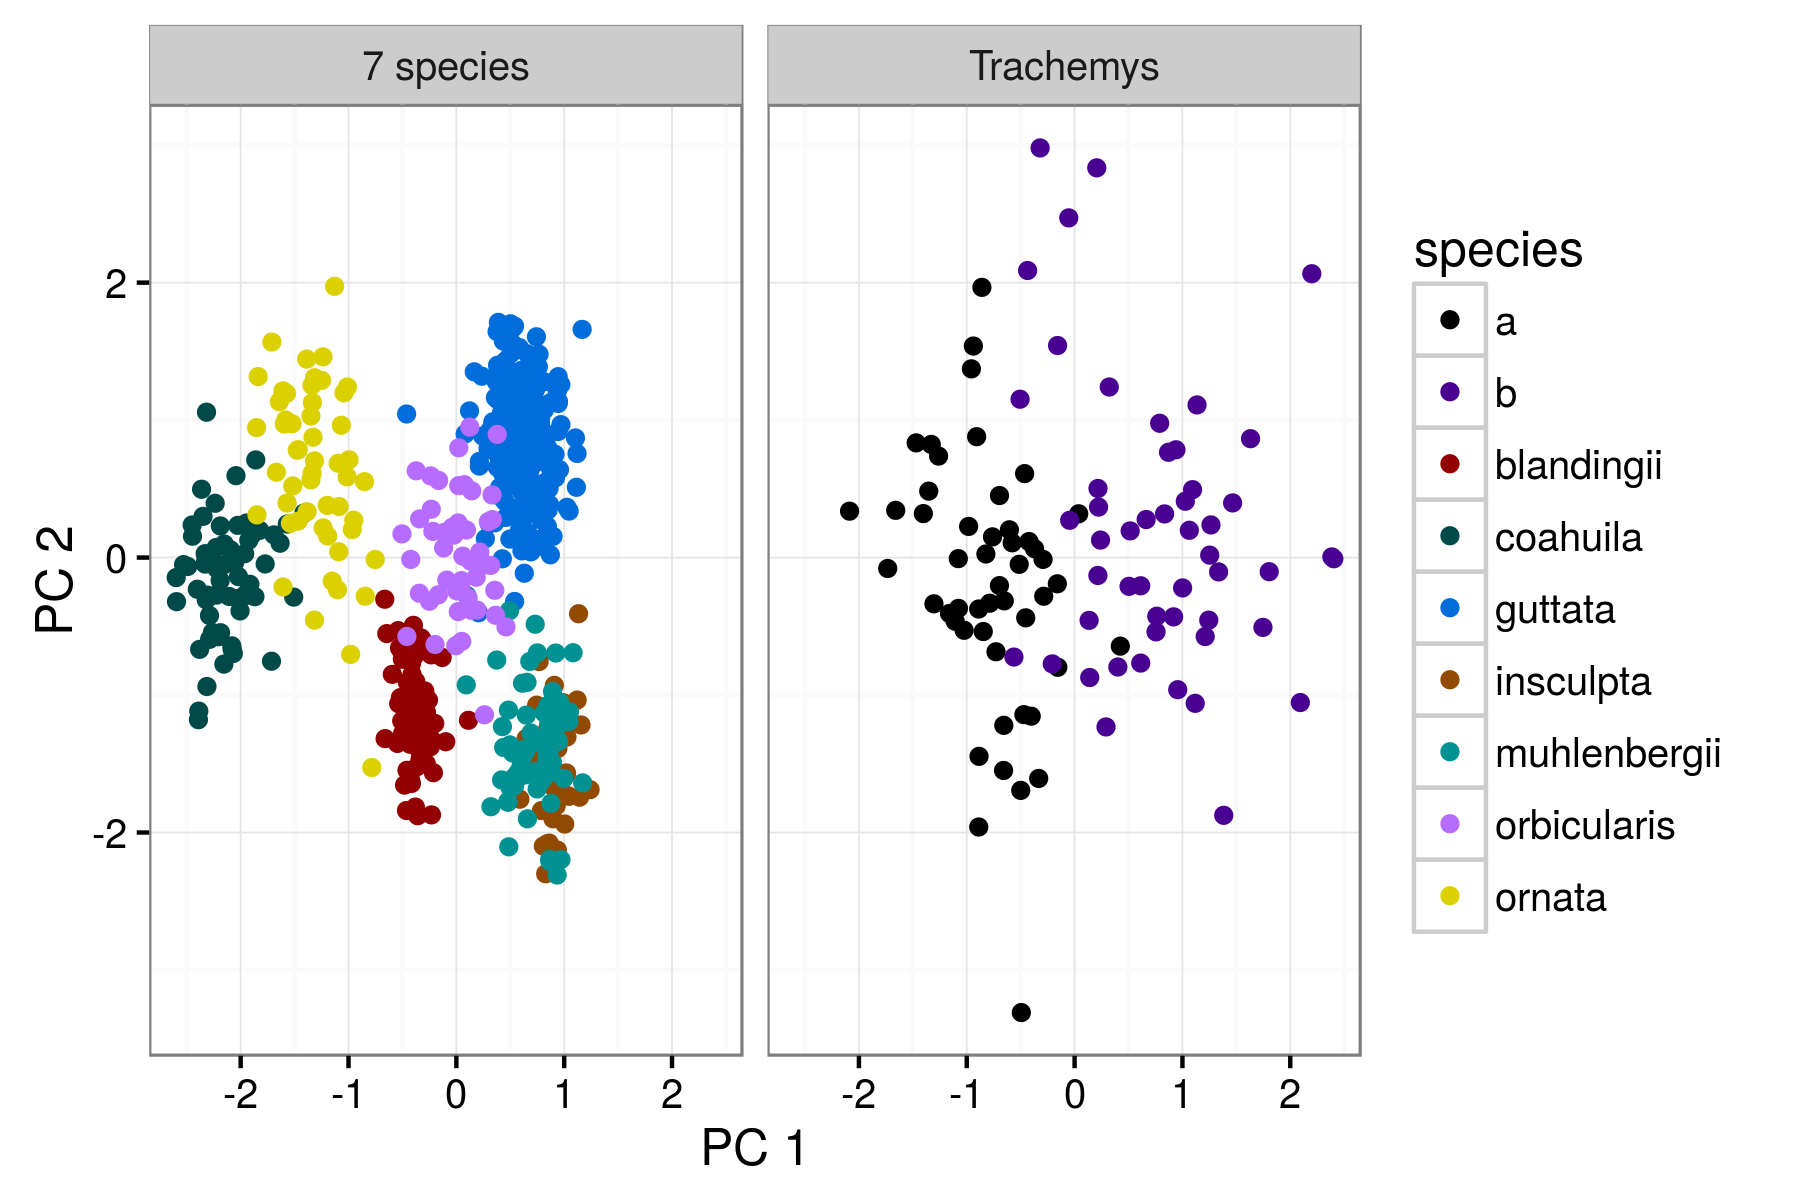 7 species
Trachemys
PC 2
2
0
-2
-2 -1 0 1 2
-2 -1 0 1 2
PC 1
species
a
b
blandingii
coahuila
guttata
insculpta
muhlenbergii
orbicularis
ornata